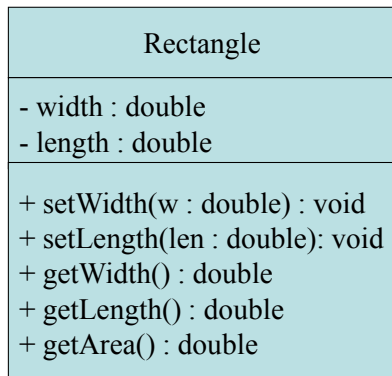 Rectangle
- width : double
- length : double
+ setWidth(w : double) : void
+ setLength(len : double): void
+ getWidth() : double
+ getLength() : double
+ getArea() : double